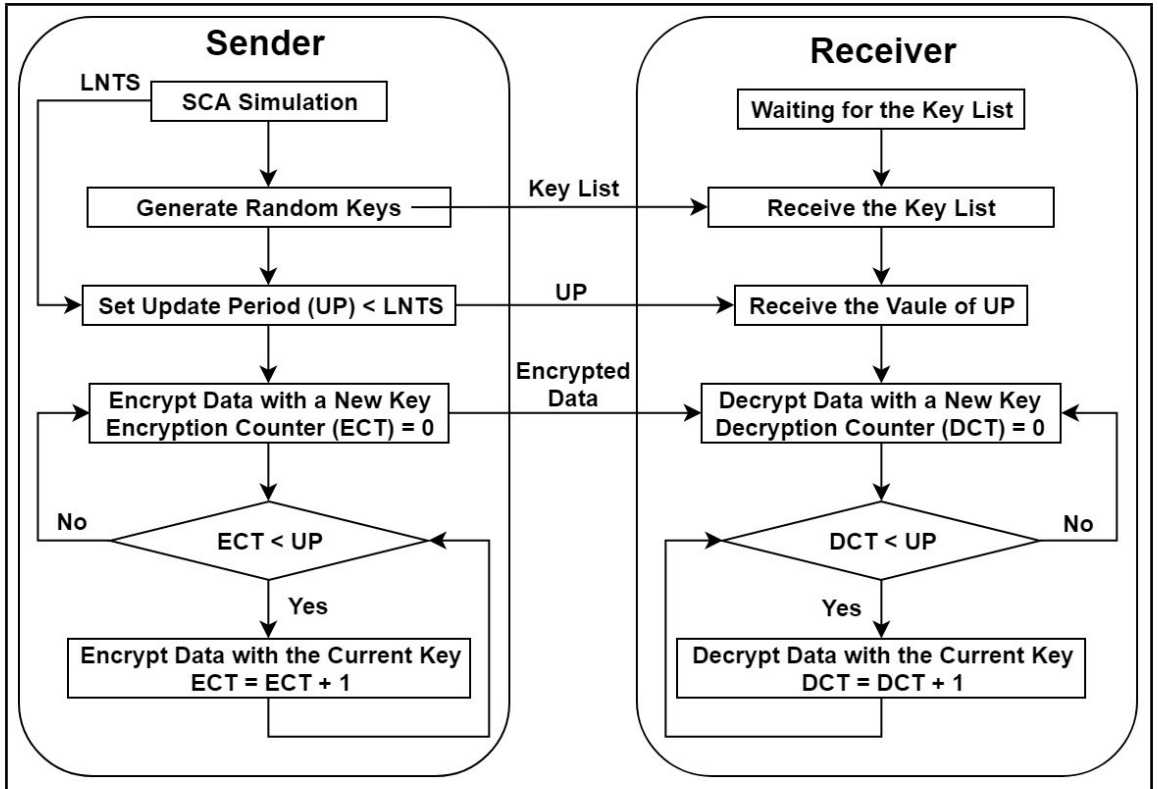 Sender
LNTS
SCA Simulation
Generate Random Keys
Set Update Period (UP) < LNTS
Encrypt Data with a New Key
Encryption Counter (ECT) = 0
No
ECT < UP
Yes
Encrypt Data with the Current Key
ECT = ECT + 1
Key List
UP
Encrypted
Data
Receiver
Waiting for the Key List
Receive the Key List
Receive the Vaule of UP
Decrypt Data with a New Key
Decryption Counter (DCT) = 0
DCT < UP
No
Yes
Decrypt Data with the Current Key
DCT = DCT + 1